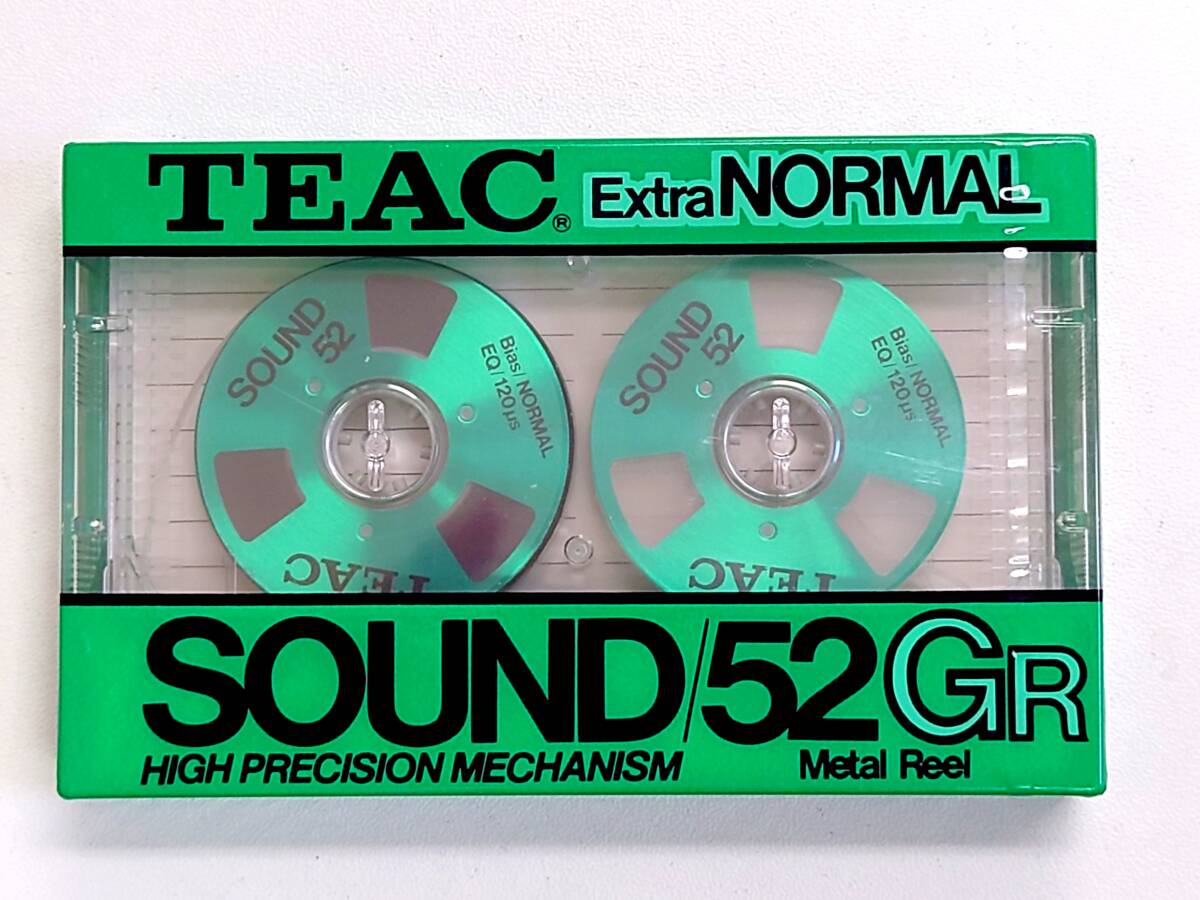 TEAC®
Extra NORMAL
SOUND
52
Bias/NORMAL
EQ/120µs
TEAC
SOUND
52
Bias/NORMAL
EQ/120µs
TEAC
SOUND/52 GR
HIGH PRECISION MECHANISM
Metal Reel